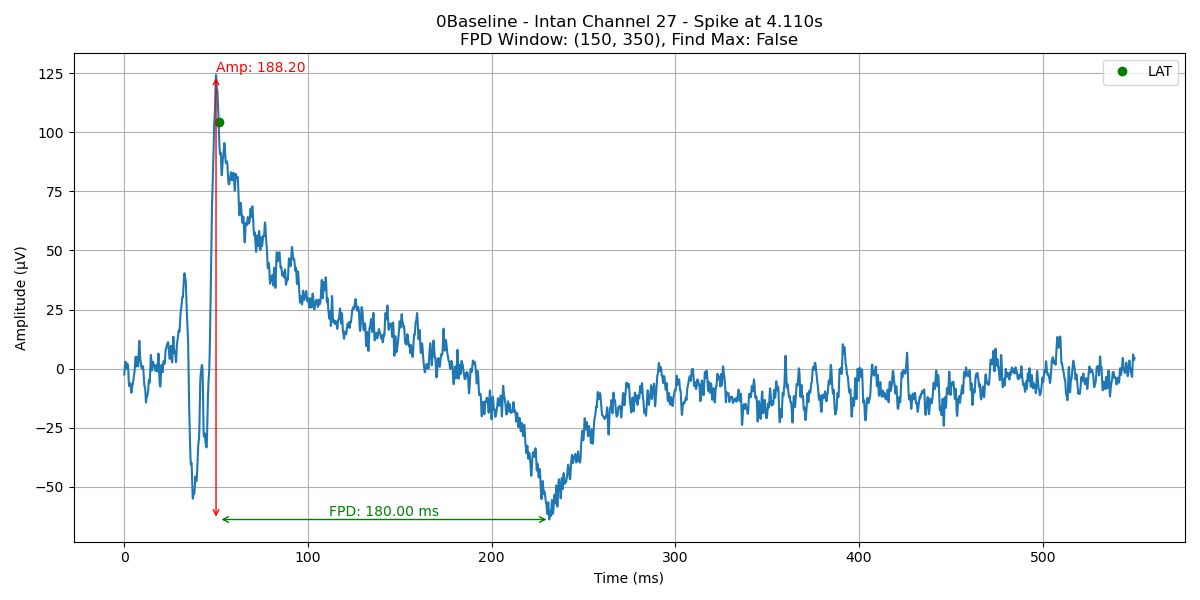 0Baseline - Intan Channel 27 - Spike at 4.110s
FPD Window: (150, 350), Find Max: False
Amp: 188.20
LAT
125
100
75
50
25
0
−25
−50
Amplitude (µV)
FPD: 180.00 ms
0 100 200 300 400 500
Time (ms)